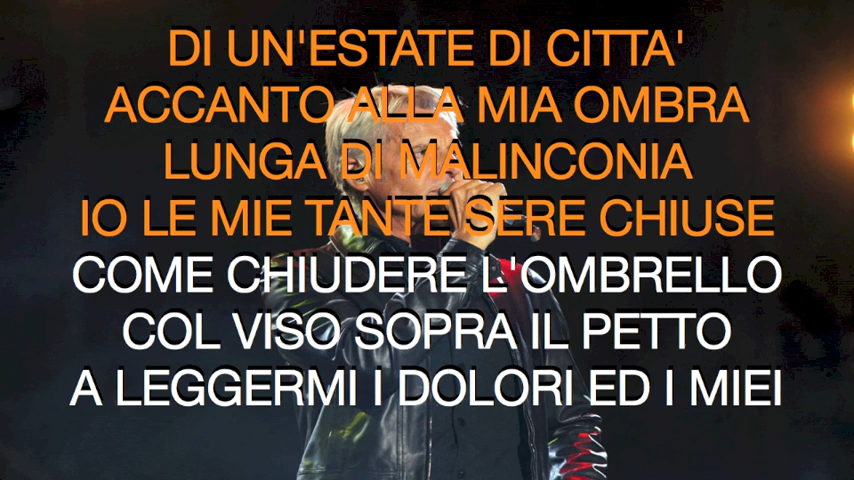 DI UN'ESTATE DI CITTA'
ACCANTO ALLA MIA OMBRA
LUNGA DI MALINCONIA
IO LE MIE TANTE SERE CHIUSE
COME CHIUDERE L'OMBRELLO
COL VISO SOPRA IL PETTO
A LEGGERMI I DOLORI ED I MIEI